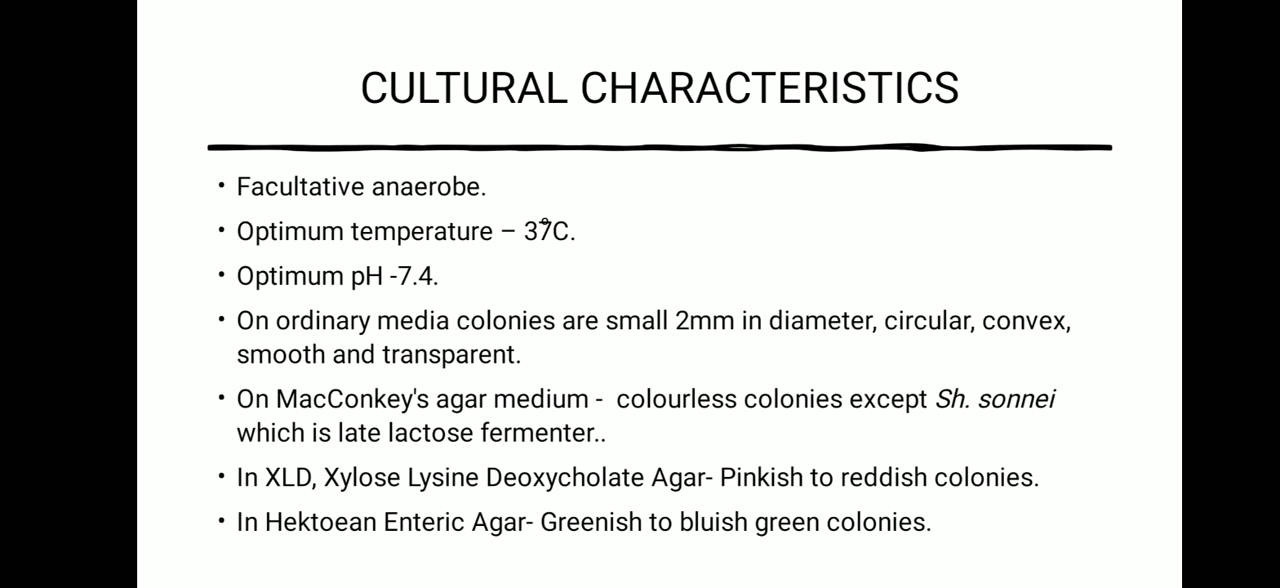 CULTURAL CHARACTERISTICS
• Facultative anaerobe.
• Optimum temperature – 37°C.
• Optimum pH -7.4.
• On ordinary media colonies are small 2mm in diameter, circular, convex,
smooth and transparent.
• On MacConkey's agar medium -  colourless colonies except Sh. sonnei
which is late lactose fermenter..
• In XLD, Xylose Lysine Deoxycholate Agar- Pinkish to reddish colonies.
• In Hektoean Enteric Agar- Greenish to bluish green colonies.